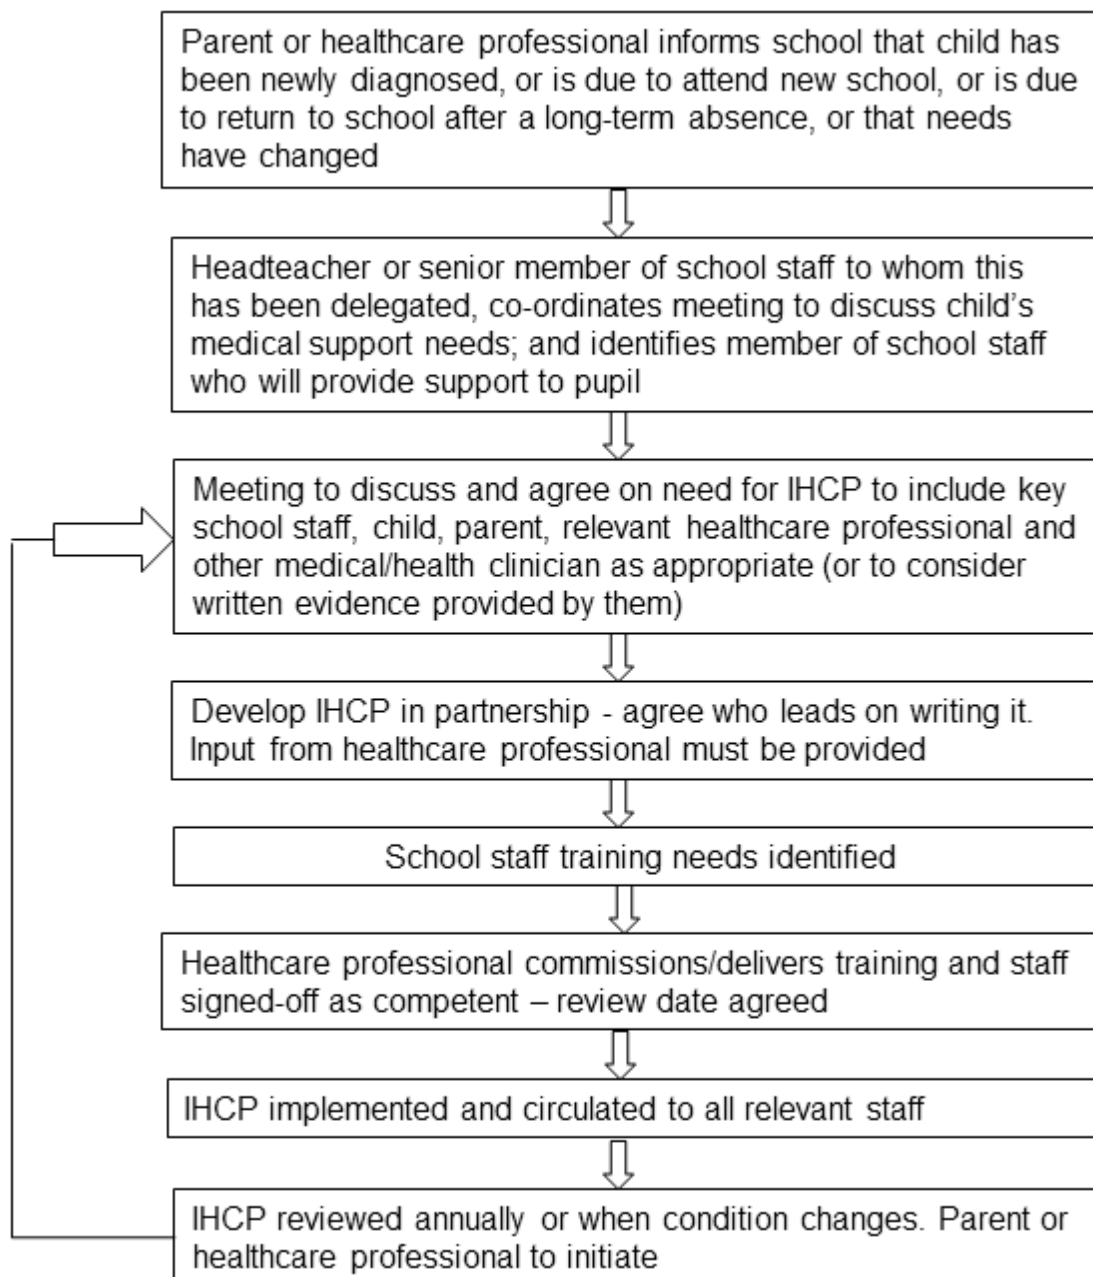 Parent or healthcare professional informs school that child has
been newly diagnosed, or is due to attend new school, or is due
to return to school after a long-term absence, or that needs
have changed
Headteacher or senior member of school staff to whom this
has been delegated, co-ordinates meeting to discuss child's
medical support needs; and identifies member of school staff
who will provide support to pupil
Meeting to discuss and agree on need for IHCP to include key
school staff, child, parent, relevant healthcare professional and
other medical/health clinician as appropriate (or to consider
written evidence provided by them)
Develop IHCP in partnership - agree who leads on writing it.
Input from healthcare professional must be provided
School staff training needs identified
Healthcare professional commissions/delivers training and staff
signed-off as competent – review date agreed
IHCP implemented and circulated to all relevant staff
IHCP reviewed annually or when condition changes. Parent or
healthcare professional to initiate